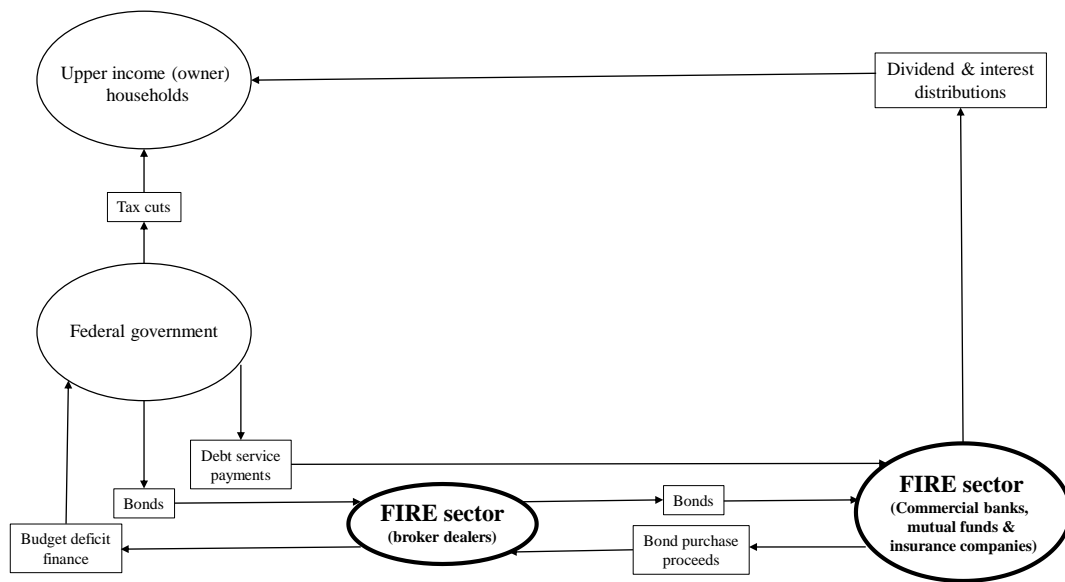 Upper income (owner)
households
Dividend & interest
distributions
Tax cuts
Federal government
Debt service
payments
Bonds
FIRE sector
(broker dealers)
Bonds
FIRE sector
(Commercial banks,
mutual funds &
insurance companies)
Budget deficit
finance
Bond purchase
proceeds